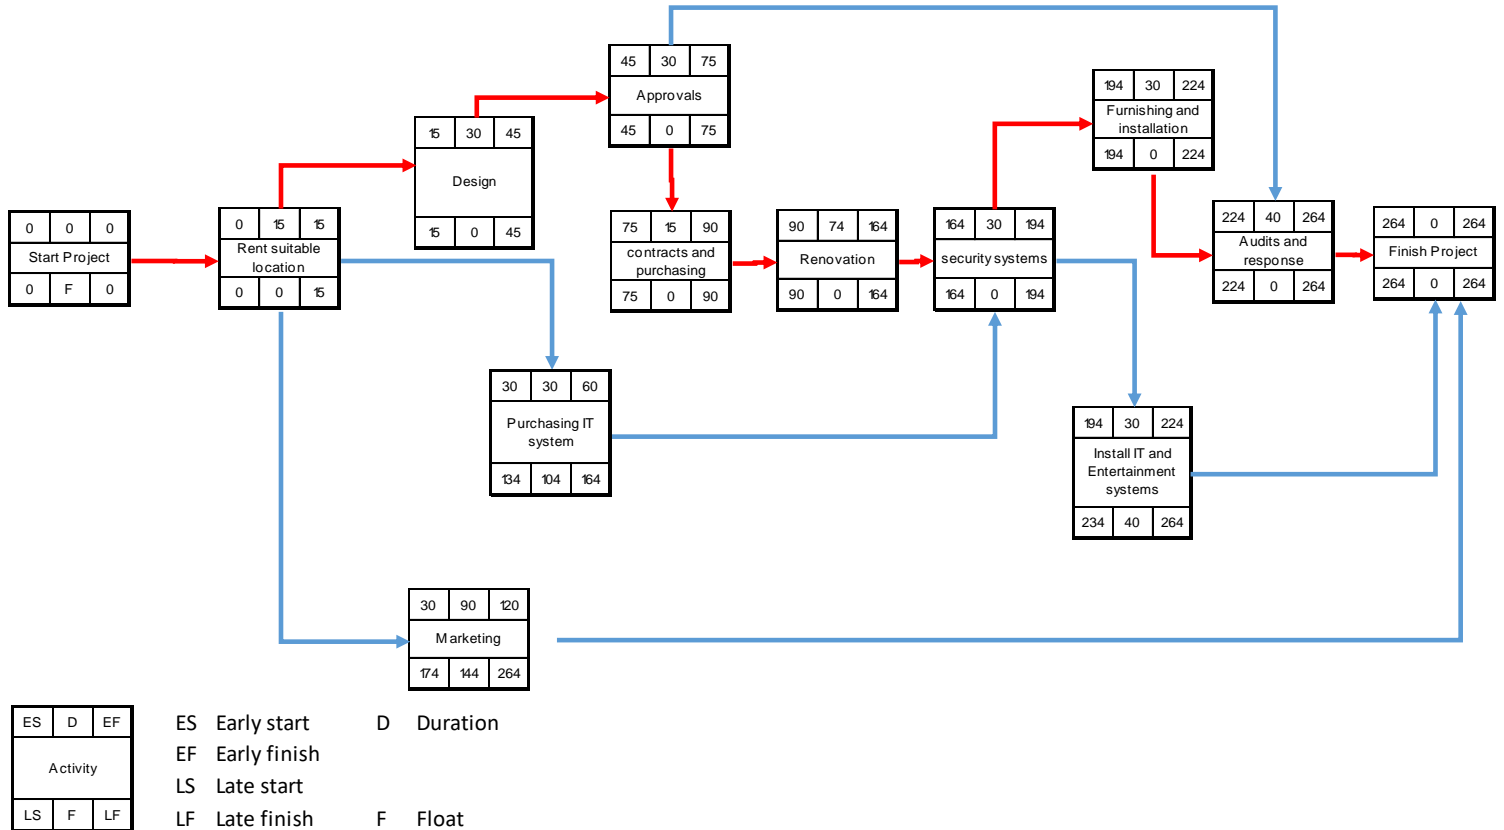 45 30 75
Approvals
45 0 75
194 30 224
Furnishing and
installation
194 0 224
15 30 45
Design
15 0 45
0 0 0
Start Project
0 F 0
0 15 15
Rent suitable
location
0 0 15
75 15 90
contracts and
purchasing
75 0 90
90 74 164
Renovation
90 0 164
164 30 194
security systems
164 0 194
224 40 264
Audits and
response
224 0 264
264 0 264
Finish Project
264 0 264
30 30 60
Purchasing IT
system
134 104 164
194 30 224
Install IT and
Entertainment
systems
234 40 264
30 90 120
Marketing
174 144 264
ES D EF
Activity
LS F LF
ES Early start D Duration
EF Early finish
LS Late start
LF Late finish F Float